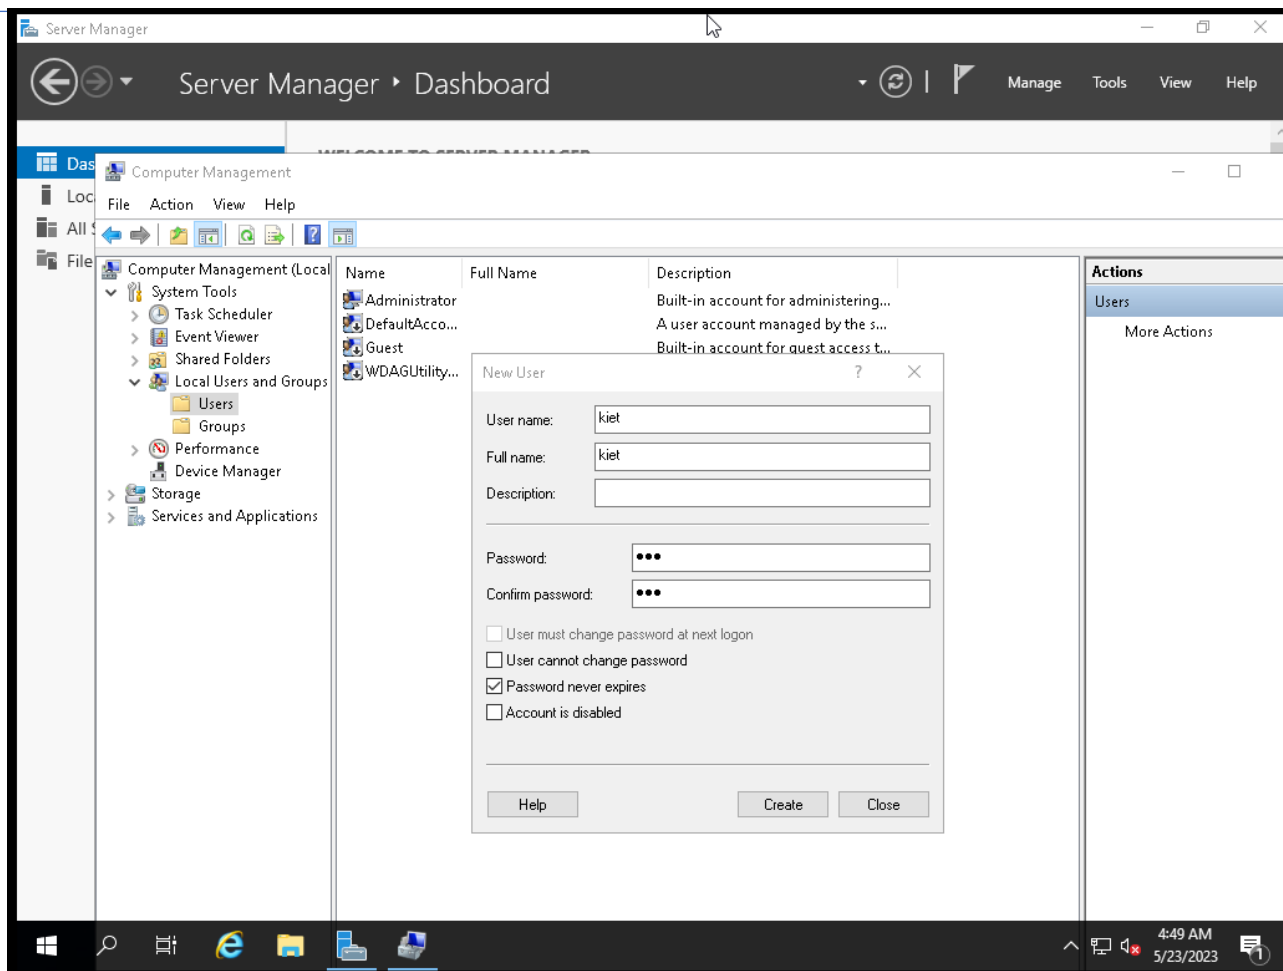 Server Manager
Server Manager ‣ Dashboard
Manage Tools View Help
WELCOME TO SERVER MANAGER
Das
Loc
All S
File
Computer Management
File Action View Help
Computer Management (Local
System Tools
Task Scheduler
Event Viewer
Shared Folders
Local Users and Groups
Users
Groups
Performance
Device Manager
Storage
Services and Applications
Name Full Name Description
Administrator Built-in account for administering...
DefaultAcco... A user account managed by the s...
Guest Built-in account for guest access t...
WDAGUtility...
Actions
Users
More Actions
New User
User name: kiet
Full name: kiet
Description:
Password: •••
Confirm password: •••
User must change password at next logon
User cannot change password
Password never expires
Account is disabled
Help Create Close
4:49 AM
5/23/2023
1